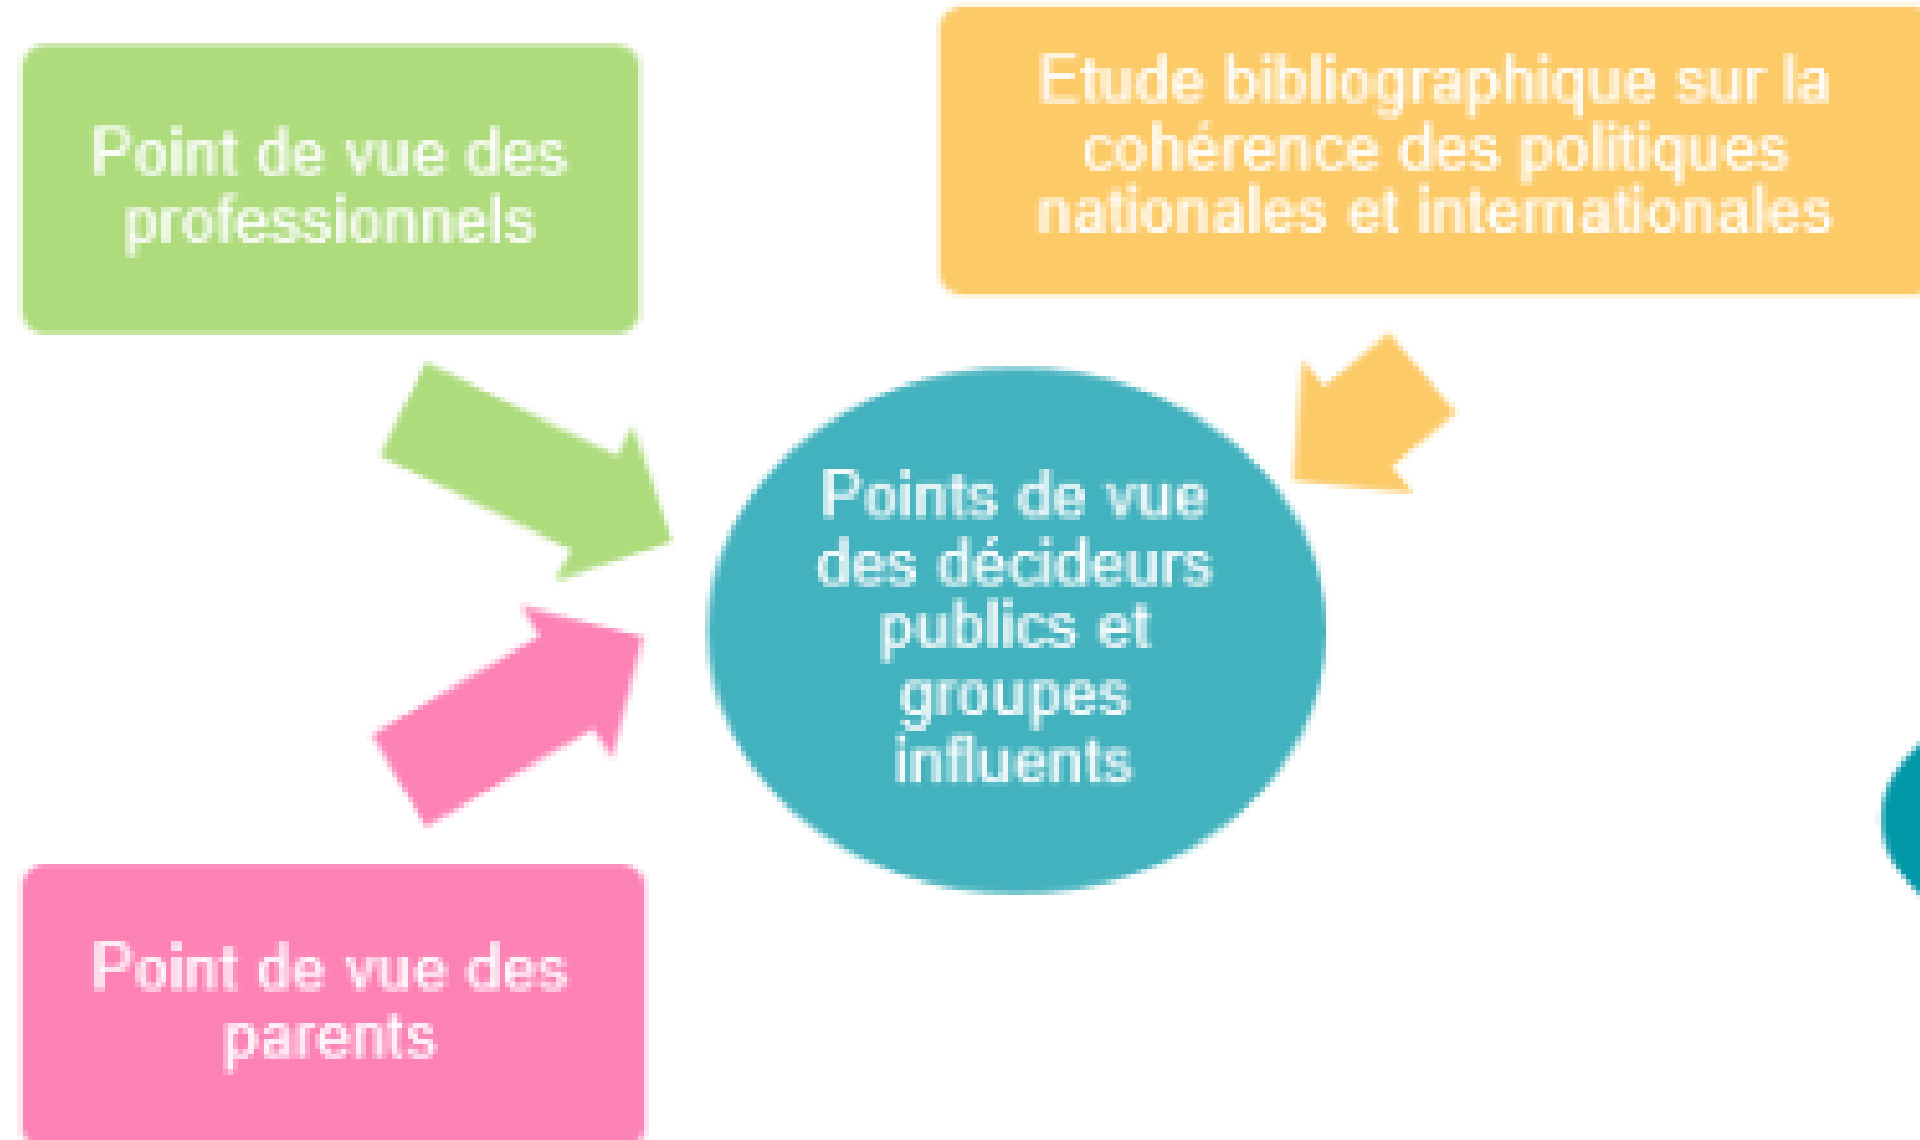 Point de vue des
professionnels
Etude bibliographique sur la
cohérence des politiques
nationales et internationales
Points de vue
des décideurs
publics et
groupes
influents
Point de vue des
parents